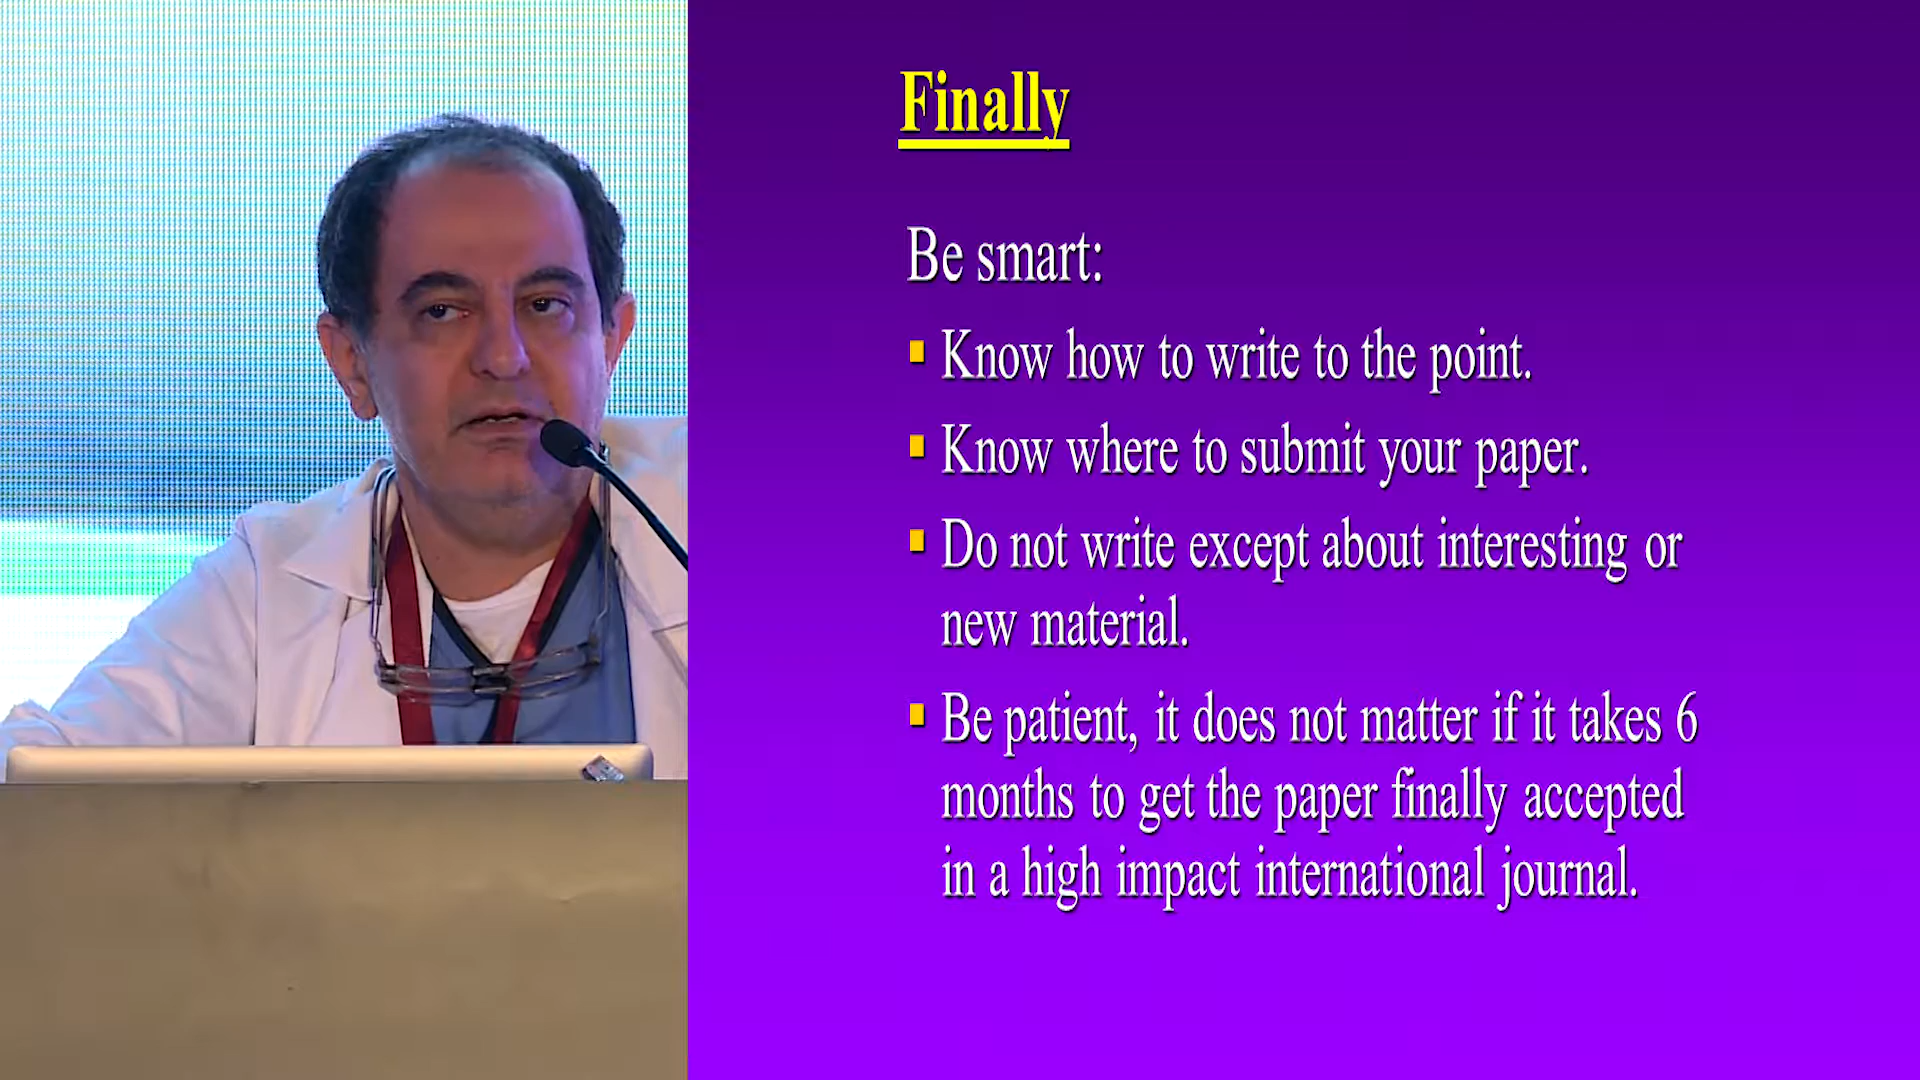 Finally
Be smart:
Know how to write to the point.
Know where to submit your paper.
Do not write except about interesting or
new material.
Be patient, it does not matter if it takes 6
months to get the paper finally accepted
in a high impact international journal.